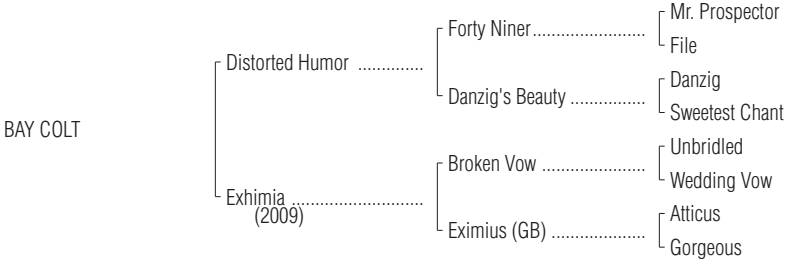 Mr. Prospector
Forty Niner..........................
File
Distorted Humor ...............
Danzig
Danzig's Beauty .................
Sweetest Chant
BAY COLT
Unbridled
Broken Vow .......................
Wedding Vow
Exhimia .............................
(2009)
Atticus
Eximius (GB) .....................
Gorgeous